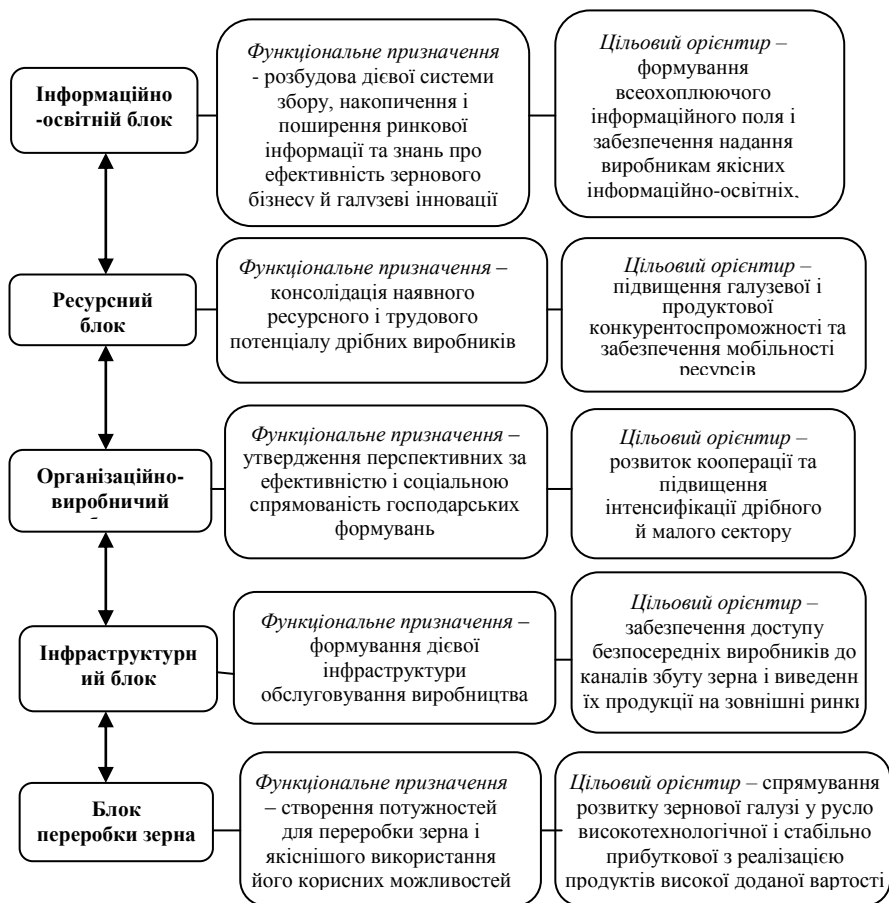 Інформаційно
-освітній блок
Функціональне призначення
- розбудова дієвої системи
збору, накопичення і
поширення ринкової
інформації та знань про
ефективність зернового
бізнесу й галузеві інновації
Цільовий орієнтир –
формування
всеохоплюючого
інформаційного поля і
забезпечення надання
виробникам якісних
інформаційно-освітніх,
Ресурсний
блок
Функціональне призначення –
консолідація наявного
ресурсного і трудового
потенціалу дрібних виробників
Цільовий орієнтир –
підвищення галузевої і
продуктової
конкурентоспроможності та
забезпечення мобільності
ресурсів
Організаційно-
виробничий
Функціональне призначення –
утвердження перспективних за
ефективністю і соціальною
спрямованість господарських
формувань
Цільовий орієнтир –
розвиток кооперації та
підвищення
інтенсифікації дрібного
й малого сектору
Інфраструктурн
ий блок
Функціональне призначення –
формування дієвої
інфраструктури
обслуговування виробництва
Цільовий орієнтир –
забезпечення доступу
безпосередніх виробників до
каналів збуту зерна і виведенн
їх продукції на зовнішні ринки
Блок
переробки зерна
Функціональне призначення
– створення потужностей
для переробки зерна і
якіснішого використання
його корисних можливостей
Цільовий орієнтир – спрямування
розвитку зернової галузі у русло
високотехнологічної і стабільно
прибуткової з реалізацією
продуктів високої доданої вартості